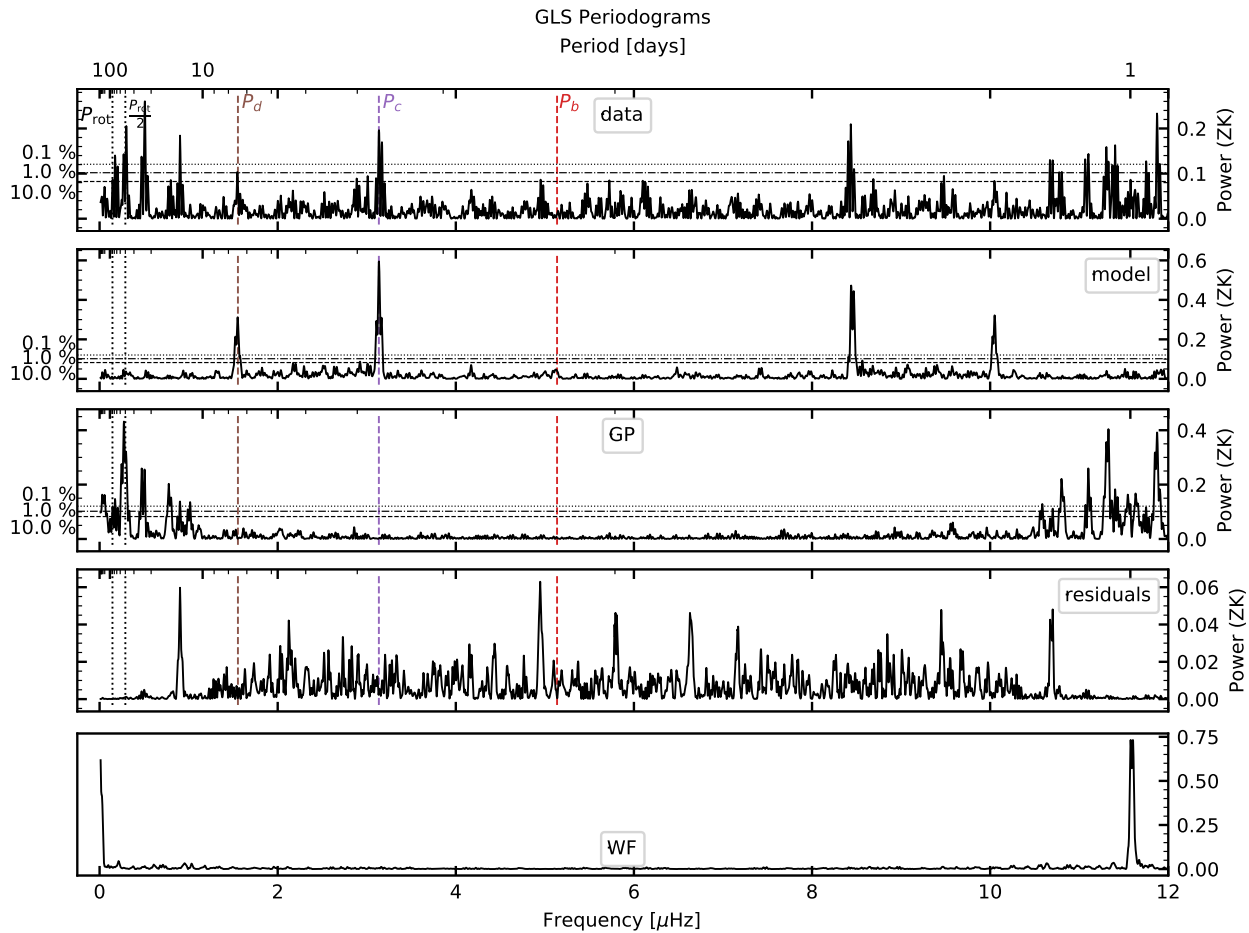 GLS Periodograms
Period [days]
100 10 1
P_rot P_rot/2 P_d P_c P_b data
0.1 %
1.0 %
10.0 %
0.2
0.1
0.0
Power (ZK)
model
0.1 %
1.0 %
10.0 %
0.6
0.4
0.2
0.0
Power (ZK)
GP
0.1 %
1.0 %
10.0 %
0.4
0.2
0.0
Power (ZK)
residuals
0.06
0.04
0.02
0.00
Power (ZK)
WF
0.75
0.50
0.25
0.00
0 2 4 6 8 10 12
Frequency [μHz]